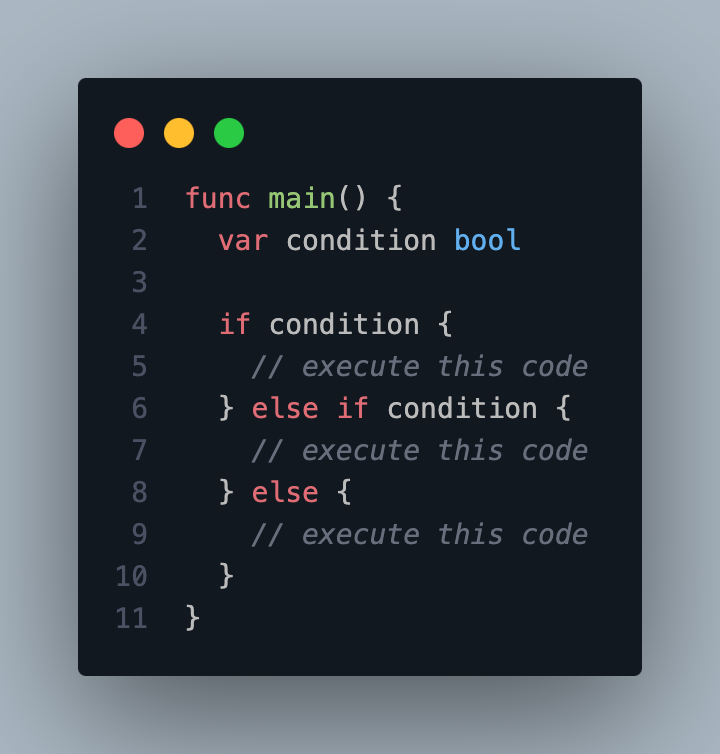 1 func main() {
2   var condition bool
3
4   if condition {
5     // execute this code
6   } else if condition {
7     // execute this code
8   } else {
9     // execute this code
10   }
11 }